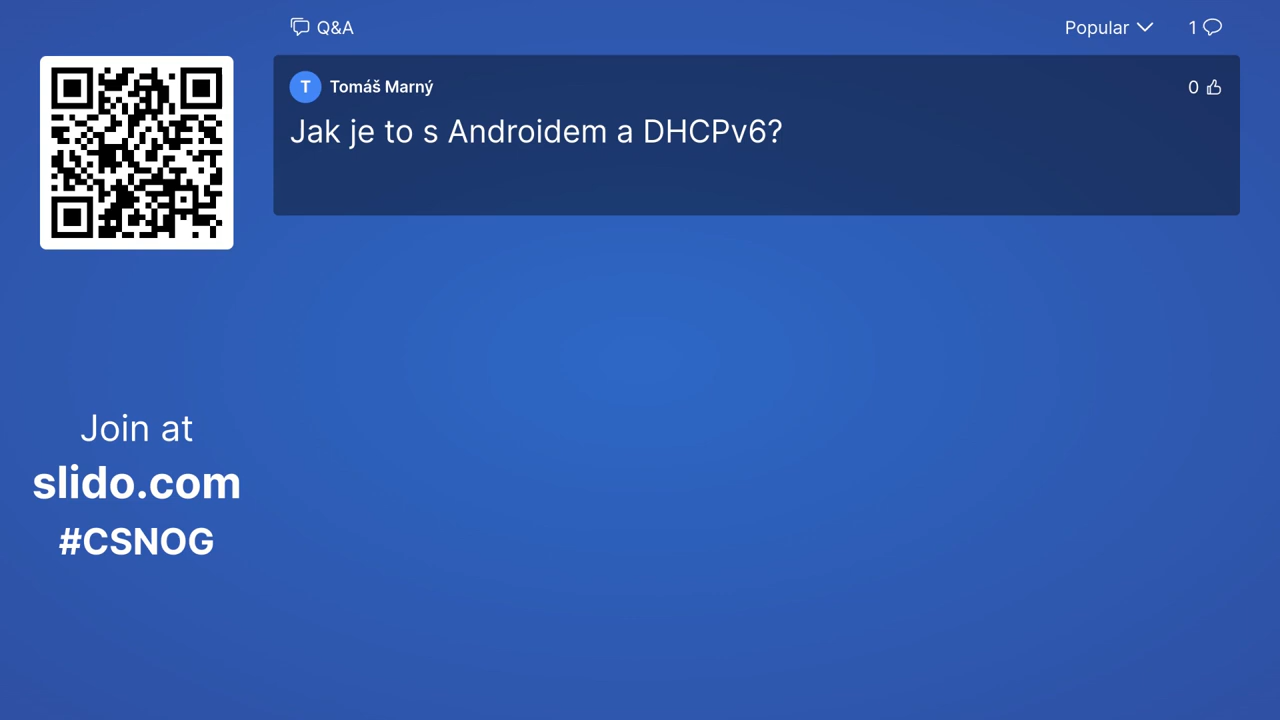 Q&A
Popular
1
T
Tomáš Marný
0
Jak je to s Androidem a DHCPv6?
Join at
slido.com
#CSNOG